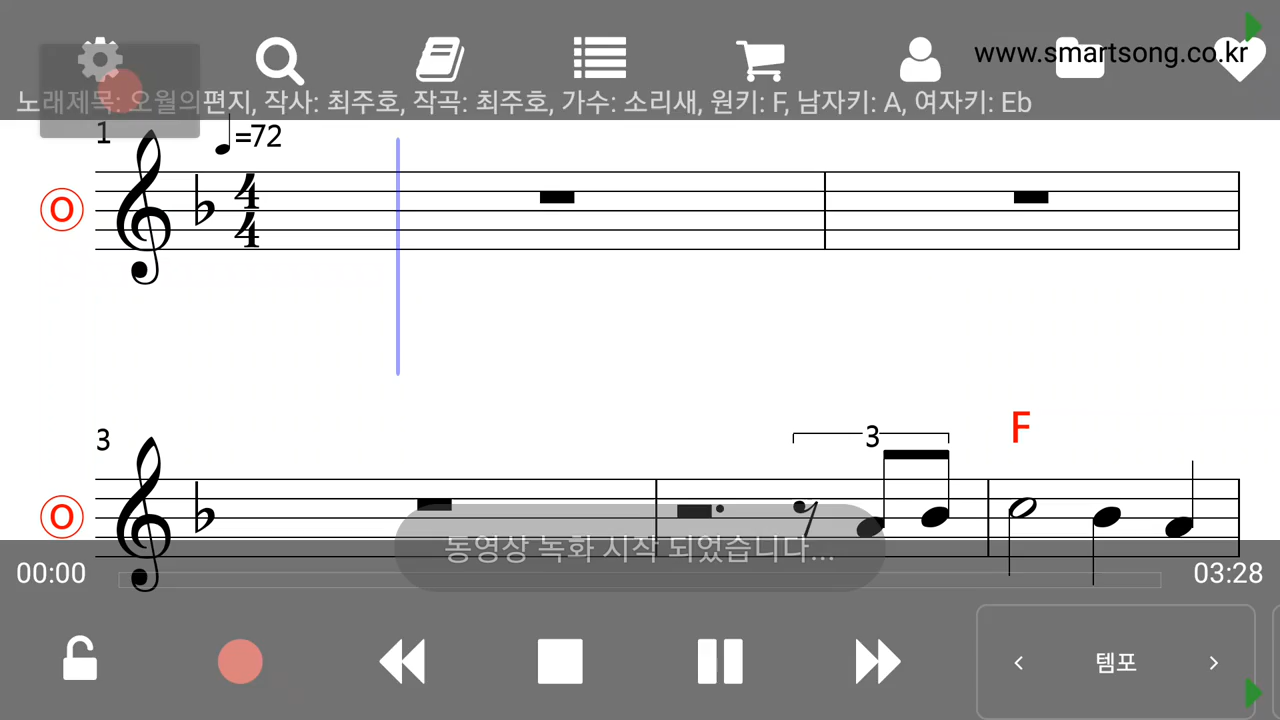 www.smartsong.co.kr
노래제목: 오월의편지, 작사: 최주호, 작곡: 최주호, 가수: 소리새, 원키: F, 남자키: A, 여자키: Eb
1
=72
4
4
O
3
3
F
O
동영상 녹화 시작 되었습니다...
00:00
03:28
템포